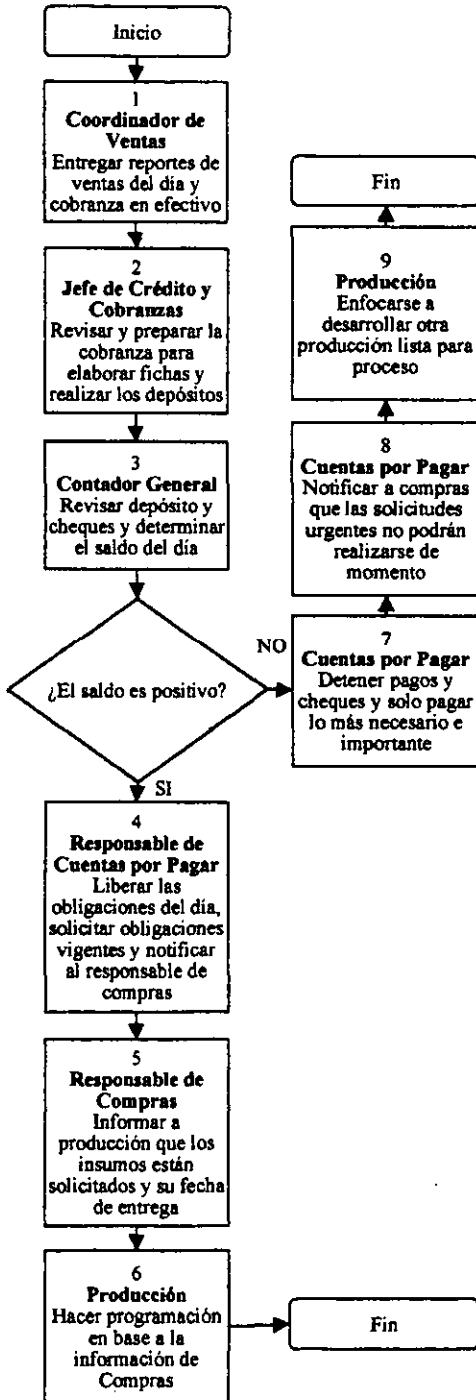 Inicio
1
Coordinador de
Ventas
Entregar reportes de
ventas del día y
cobranza en efectivo
2
Jefe de Crédito y
Cobranzas
Revisar y preparar la
cobranza para
elaborar fichas y
realizar los depósitos
3
Contador General
Revisar depósito y
cheques y determinar
el saldo del día
¿El saldo es positivo?
NO
SI
4
Responsable de
Cuentas por Pagar
Liberar las
obligaciones del día,
solicitar obligaciones
vigentes y notificar
al responsable de
compras
5
Responsable de
Compras
Informar a
producción que los
insumos están
solicitados y su fecha
de entrega
6
Producción
Hacer programación
en base a la
información de
Compras
Fin
7
Cuentas por Pagar
Detener pagos y
cheques y solo pagar
lo más necesario e
importante
8
Cuentas por Pagar
Notificar a compras
que las solicitudes
urgentes no podrán
realizarse de
momento
9
Producción
Enfocarse a
desarrollar otra
producción lista para
proceso
Fin